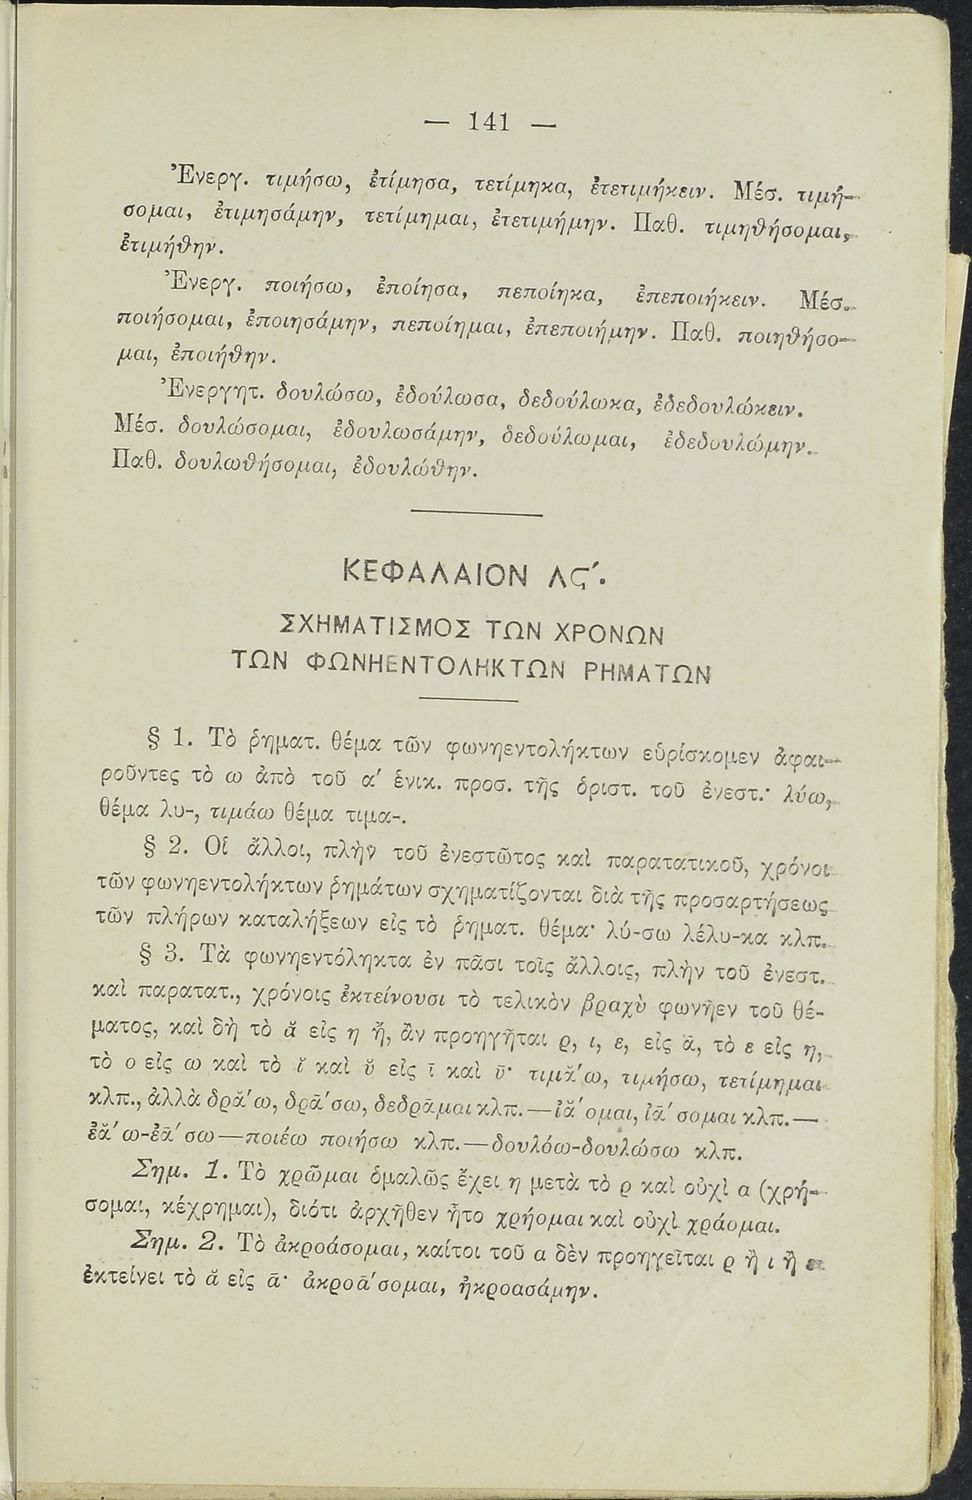 — 141 —
Ἐνεργ. τιμήσω, ἐτίμησα, τετίμηκα, ἐτετιμήκειν. Μέσ. τιμή-
σομαι, ἐτιμησάμην, τετίμημαι, ἐτετιμήμην. Παθ. τιμηθήσομαι,
ἐτιμήθην.
Ἐνεργ. ποιήσω, ἐποίησα, πεποίηκα, ἐπεποιήκειν. Μέσ.
ποιήσομαι, ἐποιησάμην, πεποίημαι, ἐπεποιήμην. Παθ. ποιηθήσο-
μαι, ἐποιήθην.
Ἐνεργητ. δουλώσω, ἐδούλωσα, δεδούλωκα, ἐδεδουλώκειν.
Μέσ. δουλώσομαι, ἐδουλωσάμην, δεδούλωμαι, ἐδεδουλώμην.
Παθ. δουλωθήσομαι, ἐδουλώθην.
ΚΕΦΑΛΑΙΟΝ Λϛ΄.
ΣΧΗΜΑΤΙΣΜΟΣ ΤΩΝ ΧΡΟΝΩΝ
ΤΩΝ ΦΩΝΗΕΝΤΟΛΗΚΤΩΝ ΡΗΜΑΤΩΝ
§ 1. Τὸ ῥηματ. θέμα τῶν φωνηεντολήκτων εὑρίσκομεν ἀφαι-
ροῦντες τὸ ω ἀπὸ τοῦ α΄ ἑνικ. προσ. τῆς ὁριστ. τοῦ ἐνεστ.· λύω,
θέμα λυ-, τιμάω θέμα τιμα-.
§ 2. Οἱ ἄλλοι, πλὴν τοῦ ἐνεστῶτος καὶ παρατατικοῦ, χρόνοι
τῶν φωνηεντολήκτων ῥημάτων σχηματίζονται διὰ τῆς προσαρτήσεως
τῶν πλήρων καταλήξεων εἰς τὸ ῥηματ. θέμα· λύ-σω λέλυ-κα κλπ.
§ 3. Τὰ φωνηεντόληκτα ἐν πᾶσι τοῖς ἄλλοις, πλὴν τοῦ ἐνεστ.
καὶ παρατατ., χρόνοις ἐκτείνουσι τὸ τελικὸν βραχὺ φωνῆεν τοῦ θέ-
ματος, καὶ δὴ τὸ ᾰ εἰς η ἤ, ἂν προηγῆται ρ, ι, ε, εἰς ᾱ, τὸ ε εἰς η,
τὸ ο εἰς ω καὶ τὸ ῐ καὶ ῠ εἰς ῑ καὶ ῡ· τιμᾰ΄ω, τιμήσω, τετίμημαι
κλπ., ἀλλὰ δρᾰ΄ω, δρᾱ΄σω, δεδρᾱμαι κλπ. — ἰᾰ΄ομαι, ἰᾱ΄σομαι κλπ. —
ἐᾰ΄ω-ἐᾱ΄σω — ποιέω ποιήσω κλπ. — δουλόω-δουλώσω κλπ.
Σημ. 1. Τὸ χρῶμαι ὁμαλῶς ἔχει η μετὰ τὸ ρ καὶ οὐχὶ α (χρή-
σομαι, κέχρημαι), διότι ἀρχῆθεν ἦτο χρήομαι καὶ οὐχὶ χράομαι.
Σημ. 2. Τὸ ἀκροάσομαι, καίτοι τοῦ α δὲν προηγεῖται ρ ἢ ι ἢ ε
ἐκτείνει τὸ ᾰ εἰς ᾱ· ἀκροᾱ΄σομαι, ἠκροασάμην.